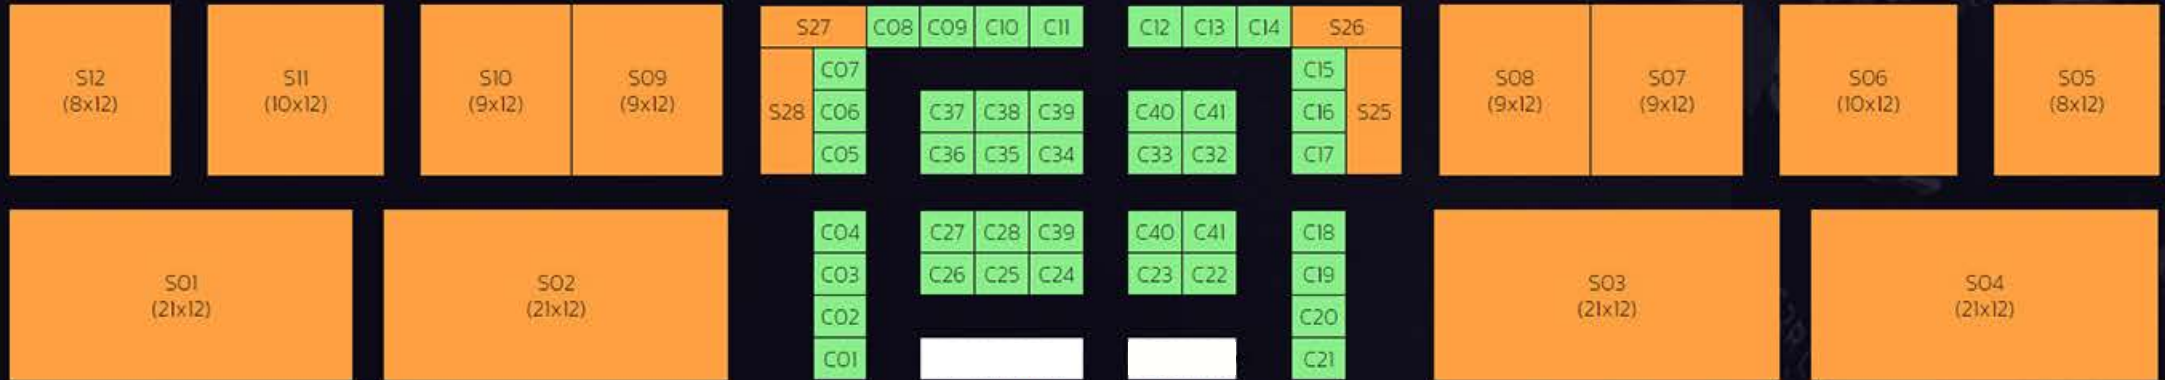 S27 C08 C09 C10 C11 C12 C13 C14 S26
S12 S11 S10 S09 C07 C15 S08 S07 S06 S05
(8x12) (10x12) (9x12) (9x12) (9x12) (9x12) (10x12) (8x12)
S28 C06 C37 C38 C39 C40 C41 C16 S25
C05 C36 C35 C34 C33 C32 C17
C04 C27 C28 C39 C40 C41 C18
C03 C26 C25 C24 C23 C22 C19
S01 S02 S03 S04
(21x12) (21x12) (21x12) (21x12)
C02 C20
C01 C21